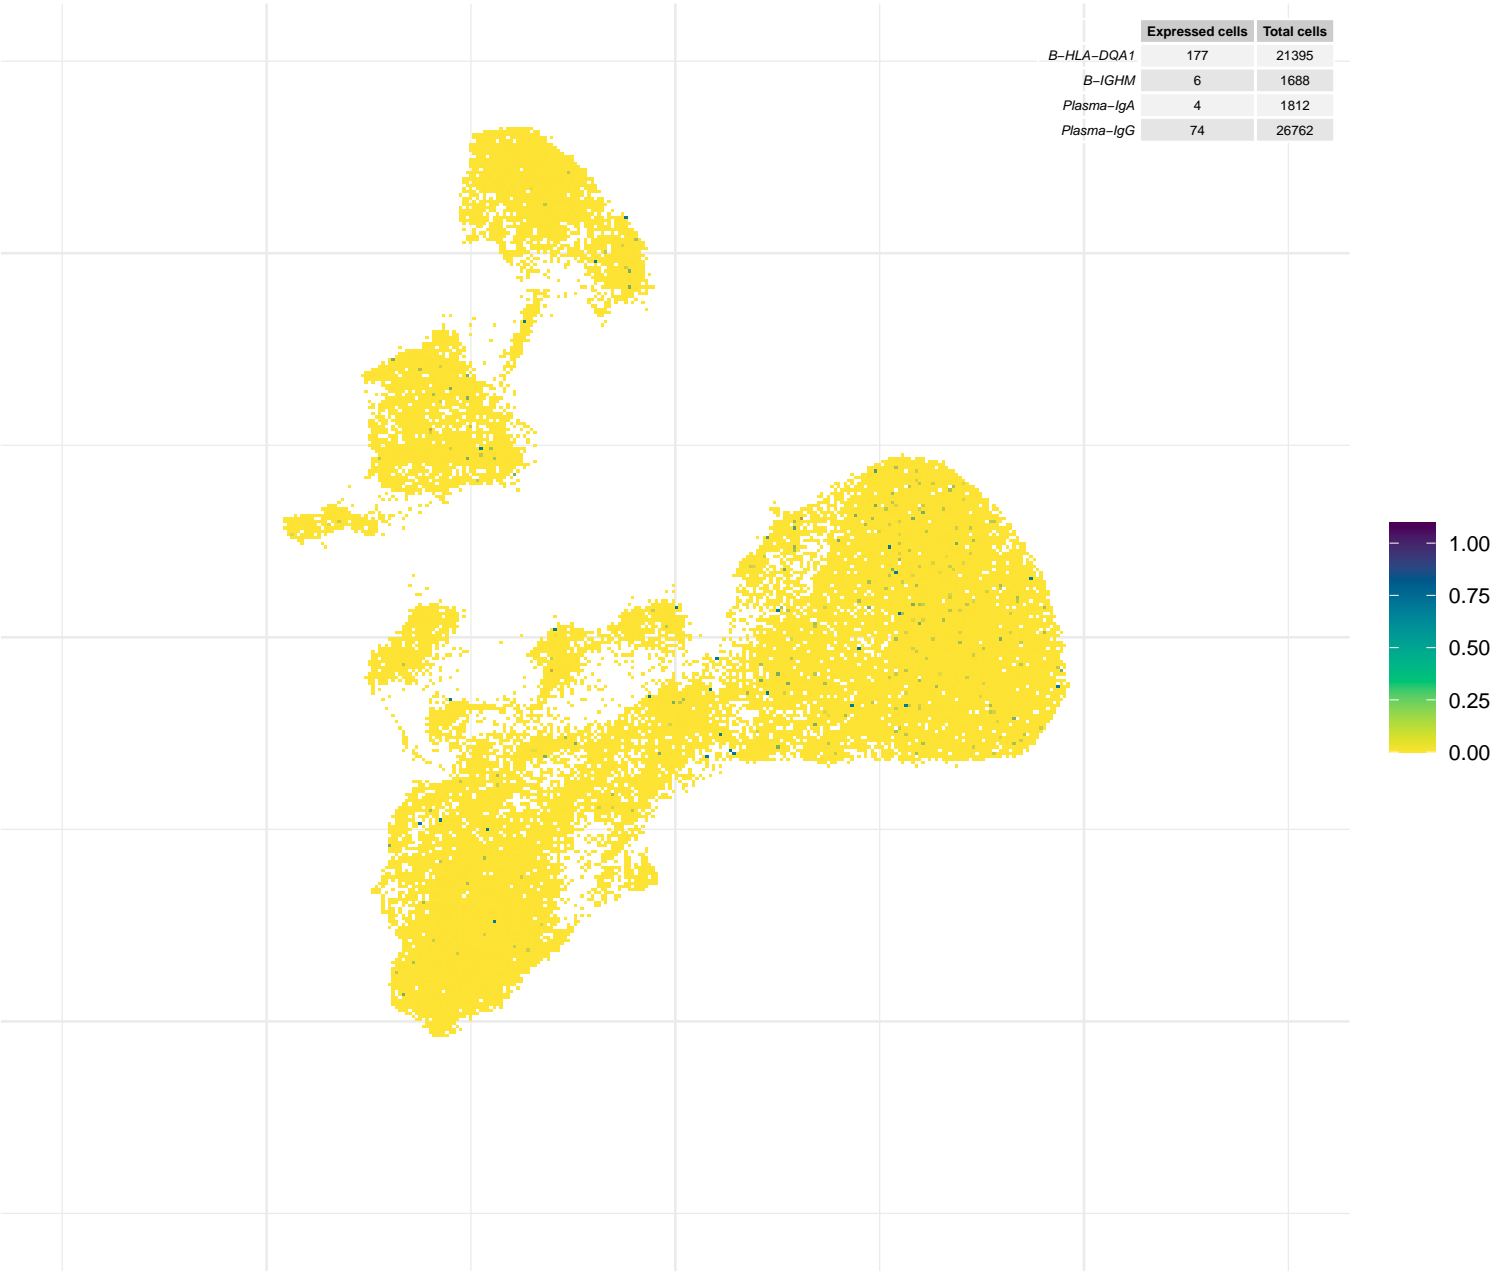 Expressed cells Total cells
B−HLA−DQA1 177 21395
B−IGHM 6 1688
Plasma−IgA 4 1812
Plasma−IgG 74 26762
1.00
0.75
0.50
0.25
0.00